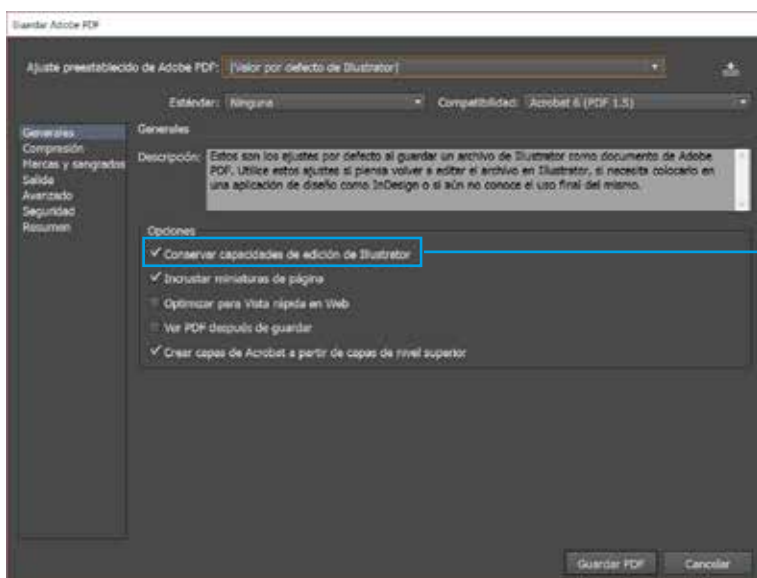 Guardar Adobe PDF
Ajuste preestablecido de Adobe PDF: [Valor por defecto de Illustrator]
Estándar: Ninguna Compatibilidad: Acrobat 6 (PDF 1.5)
Generales
Compresión
Marcas y sangrados
Salida
Avanzado
Seguridad
Resumen
Generales
Descripción: Estos son los ajustes por defecto al guardar un archivo de Illustrator como documento de Adobe
PDF. Utilice estos ajustes si piensa volver a editar el archivo en Illustrator, si necesita colocarlo en
una aplicación de diseño como InDesign o si aún no conoce el uso final del mismo.
Opciones
Conservar capacidades de edición de Illustrator
Incrustar miniaturas de página
Optimizar para Vista rápida en Web
Ver PDF después de guardar
Crear capas de Acrobat a partir de capas de nivel superior
Guardar PDF Cancelar